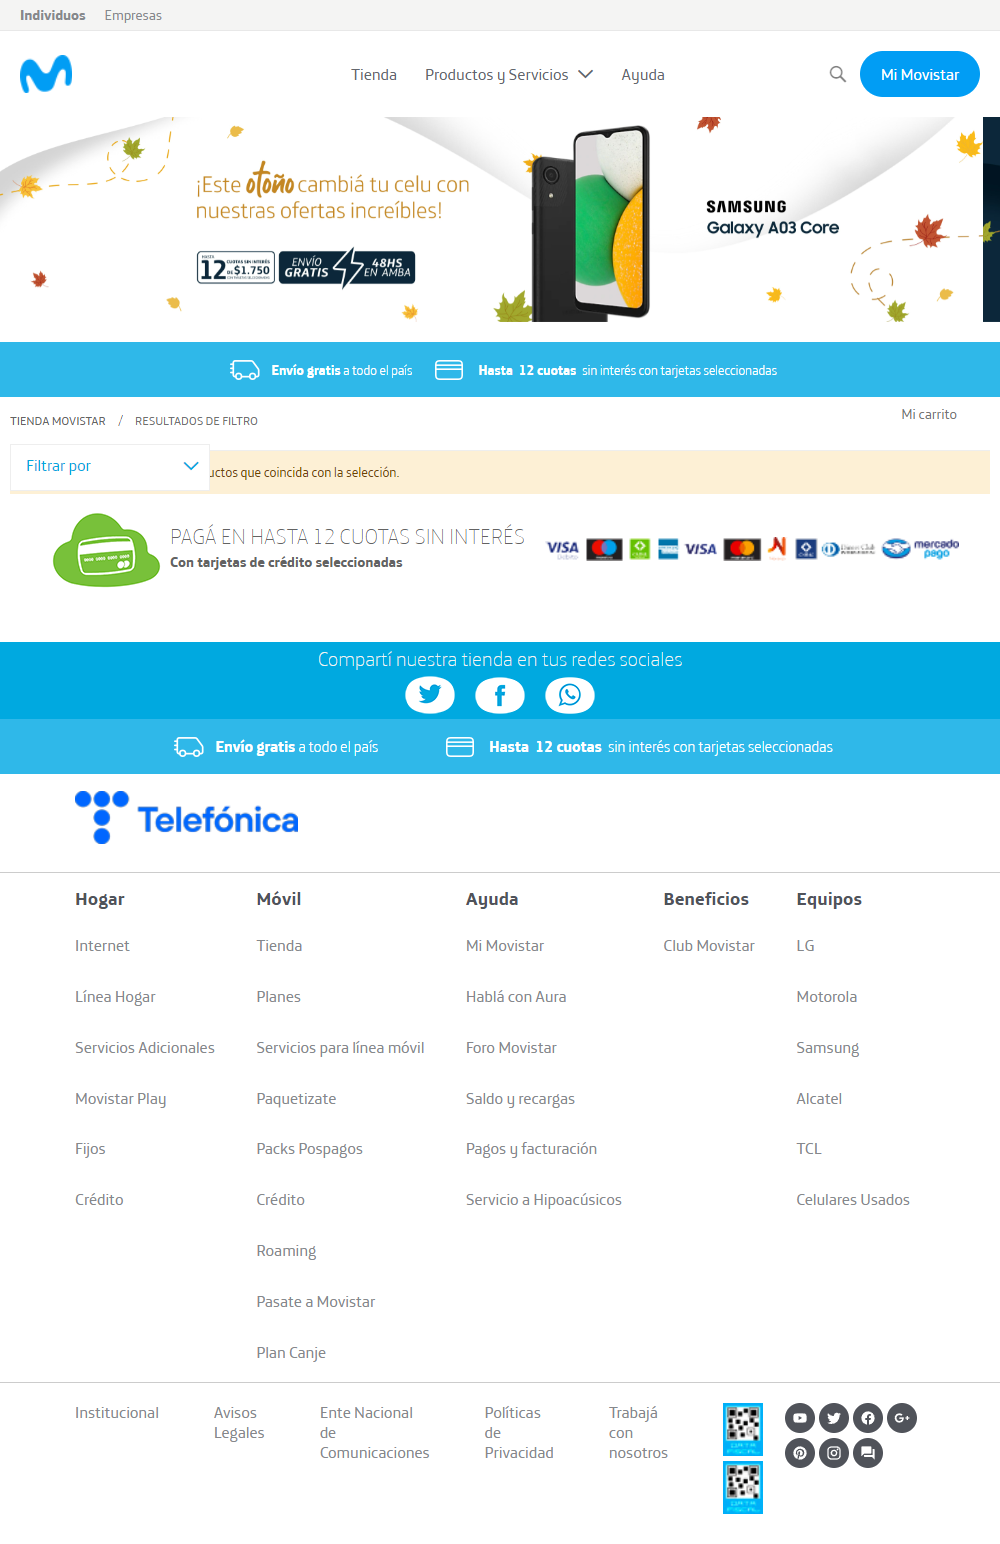 Individuos Empresas
Tienda Productos y Servicios Ayuda Mi Movistar
¡Este otoño cambiá tu celu con
nuestras ofertas increíbles!
HASTA
12 CUOTAS SIN INTERÉS
DE $1.750
ENVÍO
GRATIS
48HS
EN AMBA
SAMSUNG
Galaxy A03 Core
Envío gratis a todo el país Hasta 12 cuotas sin interés con tarjetas seleccionadas
TIENDA MOVISTAR / RESULTADOS DE FILTRO
Mi carrito
Filtrar por
uctos que coincida con la selección.
PAGÁ EN HASTA 12 CUOTAS SIN INTERÉS
Con tarjetas de crédito seleccionadas
VISA VISA mercado
pago
Compartí nuestra tienda en tus redes sociales
Envío gratis a todo el país Hasta 12 cuotas sin interés con tarjetas seleccionadas
Telefónica
Hogar
Internet
Línea Hogar
Servicios Adicionales
Movistar Play
Fijos
Crédito
Móvil
Tienda
Planes
Servicios para línea móvil
Paquetizate
Packs Pospagos
Crédito
Roaming
Pasate a Movistar
Plan Canje
Ayuda
Mi Movistar
Hablá con Aura
Foro Movistar
Saldo y recargas
Pagos y facturación
Servicio a Hipoacúsicos
Beneficios
Club Movistar
Equipos
LG
Motorola
Samsung
Alcatel
TCL
Celulares Usados
Institucional
Avisos
Legales
Ente Nacional
de
Comunicaciones
Políticas
de
Privacidad
Trabajá
con
nosotros